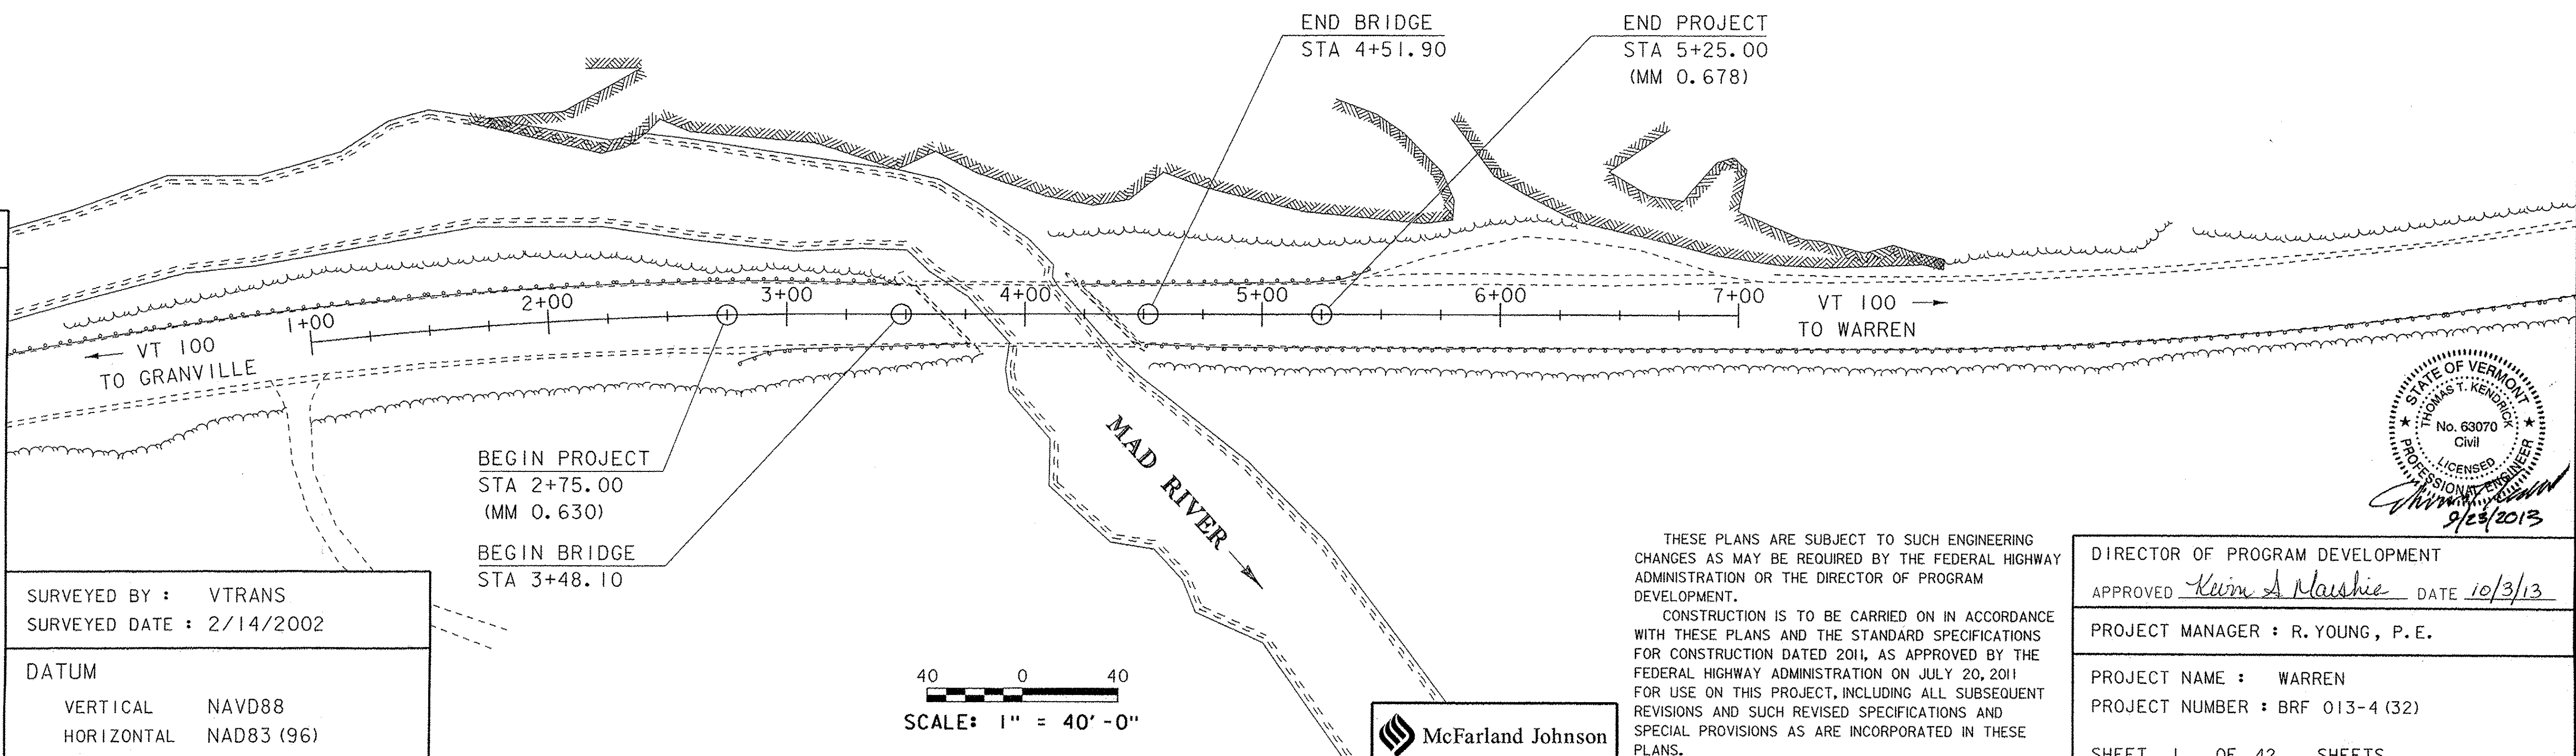 END BRIDGE
STA 4+51.90
END PROJECT
STA 5+25.00
(MM 0.678)
1+00
2+00
3+00
4+00
5+00
6+00
7+00
VT 100
TO GRANVILLE
VT 100
TO WARREN
BEGIN PROJECT
STA 2+75.00
(MM 0.630)
BEGIN BRIDGE
STA 3+48.10
MAD RIVER
STATE OF VERMONT
THOMAS T. KENDRICK
No. 63070
Civil
LICENSED
PROFESSIONAL ENGINEER
9/23/2013
SURVEYED BY : VTRANS
SURVEYED DATE : 2/14/2002
DATUM
VERTICAL NAVD88
HORIZONTAL NAD83 (96)
40 0 40
SCALE: 1" = 40'-0"
McFarland Johnson
THESE PLANS ARE SUBJECT TO SUCH ENGINEERING
CHANGES AS MAY BE REQUIRED BY THE FEDERAL HIGHWAY
ADMINISTRATION OR THE DIRECTOR OF PROGRAM
DEVELOPMENT.
CONSTRUCTION IS TO BE CARRIED ON IN ACCORDANCE
WITH THESE PLANS AND THE STANDARD SPECIFICATIONS
FOR CONSTRUCTION DATED 2011, AS APPROVED BY THE
FEDERAL HIGHWAY ADMINISTRATION ON JULY 20, 2011
FOR USE ON THIS PROJECT, INCLUDING ALL SUBSEQUENT
REVISIONS AND SUCH REVISED SPECIFICATIONS AND
SPECIAL PROVISIONS AS ARE INCORPORATED IN THESE
PLANS.
DIRECTOR OF PROGRAM DEVELOPMENT
APPROVED Kevin S Marshia DATE 10/3/13
PROJECT MANAGER : R. YOUNG, P.E.
PROJECT NAME : WARREN
PROJECT NUMBER : BRF 013-4 (32)
SHEET 1 OF 42 SHEETS